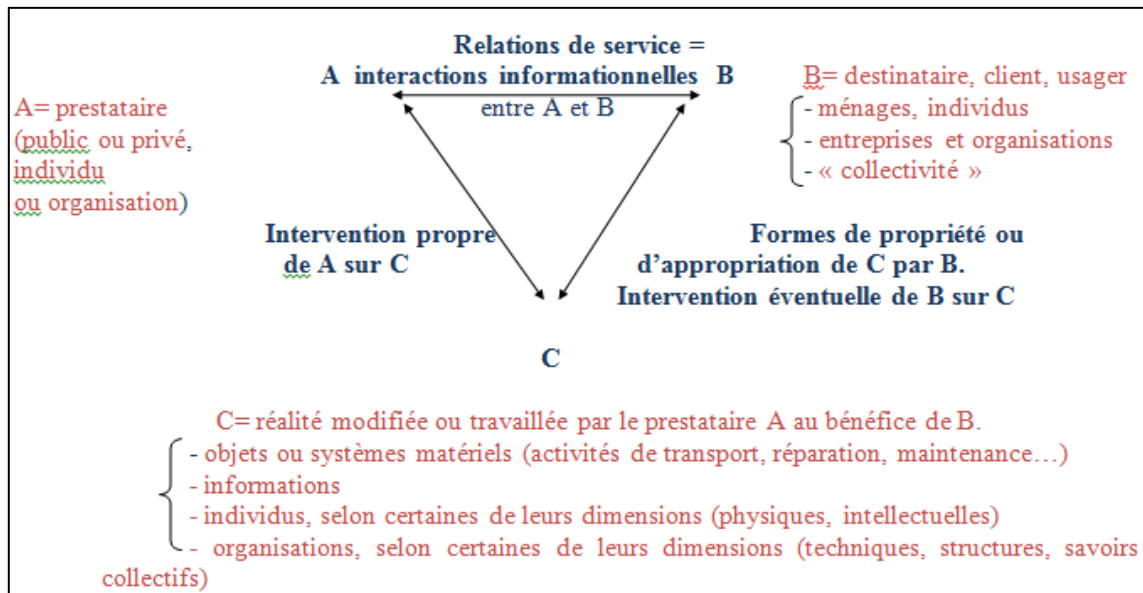 Relations de service =
A interactions informationnelles B
entre A et B
A= prestataire
(public ou privé,
individu
ou organisation)
B= destinataire, client, usager
- ménages, individus
- entreprises et organisations
- « collectivité »
Intervention propre
de A sur C
Formes de propriété ou
d’appropriation de C par B.
Intervention éventuelle de B sur C
C
C= réalité modifiée ou travaillée par le prestataire A au bénéfice de B.
- objets ou systèmes matériels (activités de transport, réparation, maintenance…)
- informations
- individus, selon certaines de leurs dimensions (physiques, intellectuelles)
- organisations, selon certaines de leurs dimensions (techniques, structures, savoirs
collectifs)